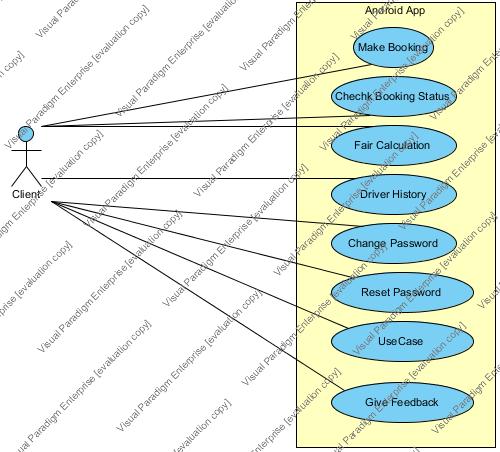 Android App
Make Booking
Chechk Booking Status
Fair Calculation
Driver History
Client
Change Password
Reset Password
UseCase
Give Feedback
Visual Paradigm Enterprise [evaluation copy]